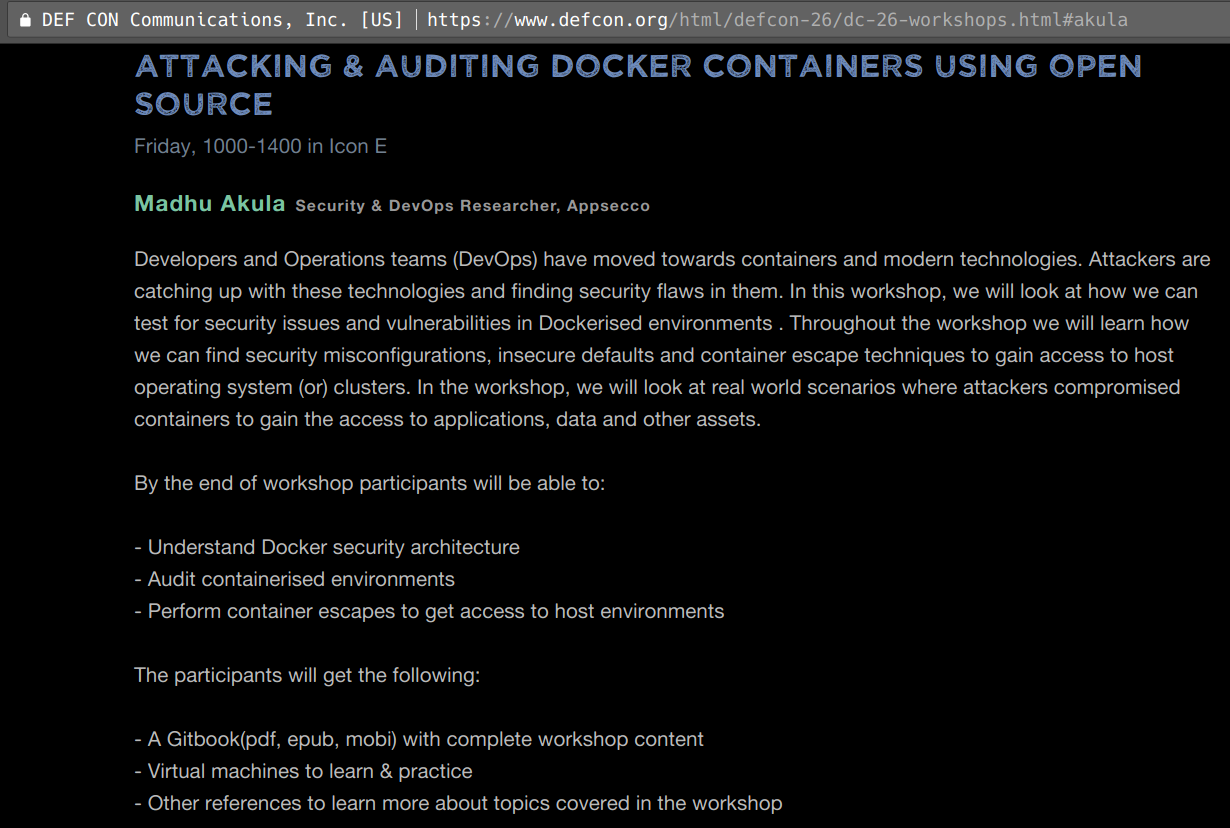 DEF CON Communications, Inc. [US] | https://www.defcon.org/html/defcon-26/dc-26-workshops.html#akula
ATTACKING & AUDITING DOCKER CONTAINERS USING OPEN
SOURCE
Friday, 1000-1400 in Icon E
Madhu Akula Security & DevOps Researcher, Appsecco
Developers and Operations teams (DevOps) have moved towards containers and modern technologies. Attackers are
catching up with these technologies and finding security flaws in them. In this workshop, we will look at how we can
test for security issues and vulnerabilities in Dockerised environments . Throughout the workshop we will learn how
we can find security misconfigurations, insecure defaults and container escape techniques to gain access to host
operating system (or) clusters. In the workshop, we will look at real world scenarios where attackers compromised
containers to gain the access to applications, data and other assets.
By the end of workshop participants will be able to:
- Understand Docker security architecture
- Audit containerised environments
- Perform container escapes to get access to host environments
The participants will get the following:
- A Gitbook(pdf, epub, mobi) with complete workshop content
- Virtual machines to learn & practice
- Other references to learn more about topics covered in the workshop